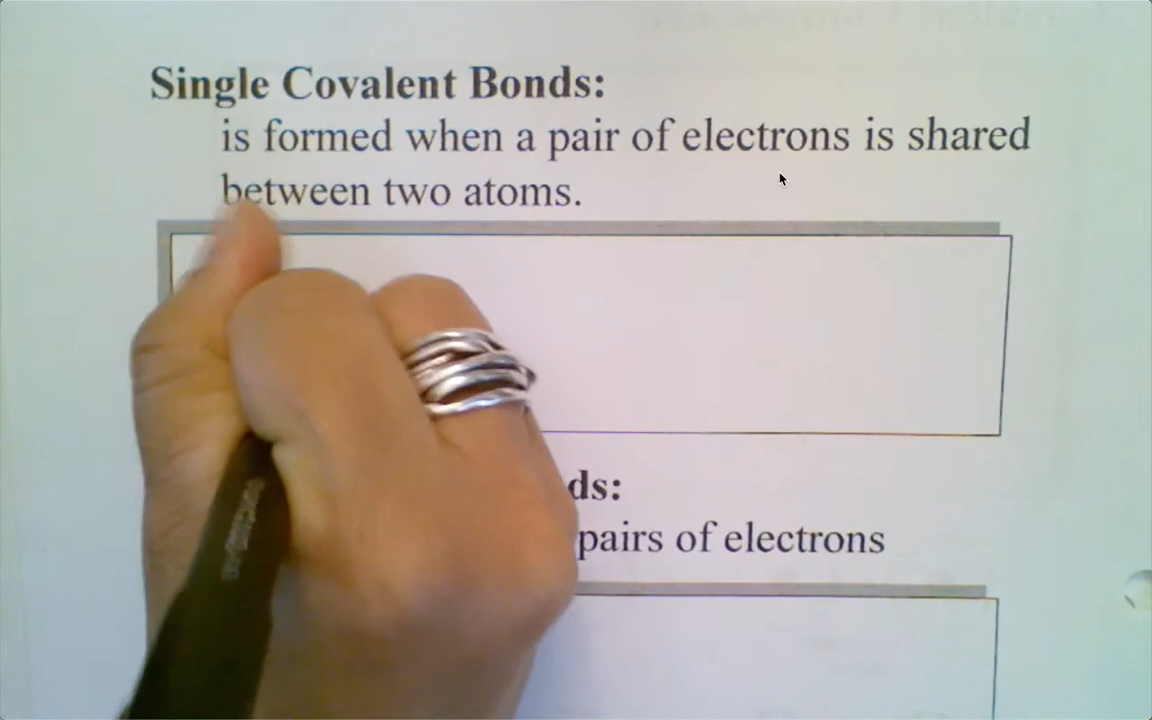 Single Covalent Bonds:
is formed when a pair of electrons is shared
between two atoms.
ds:
pairs of electrons